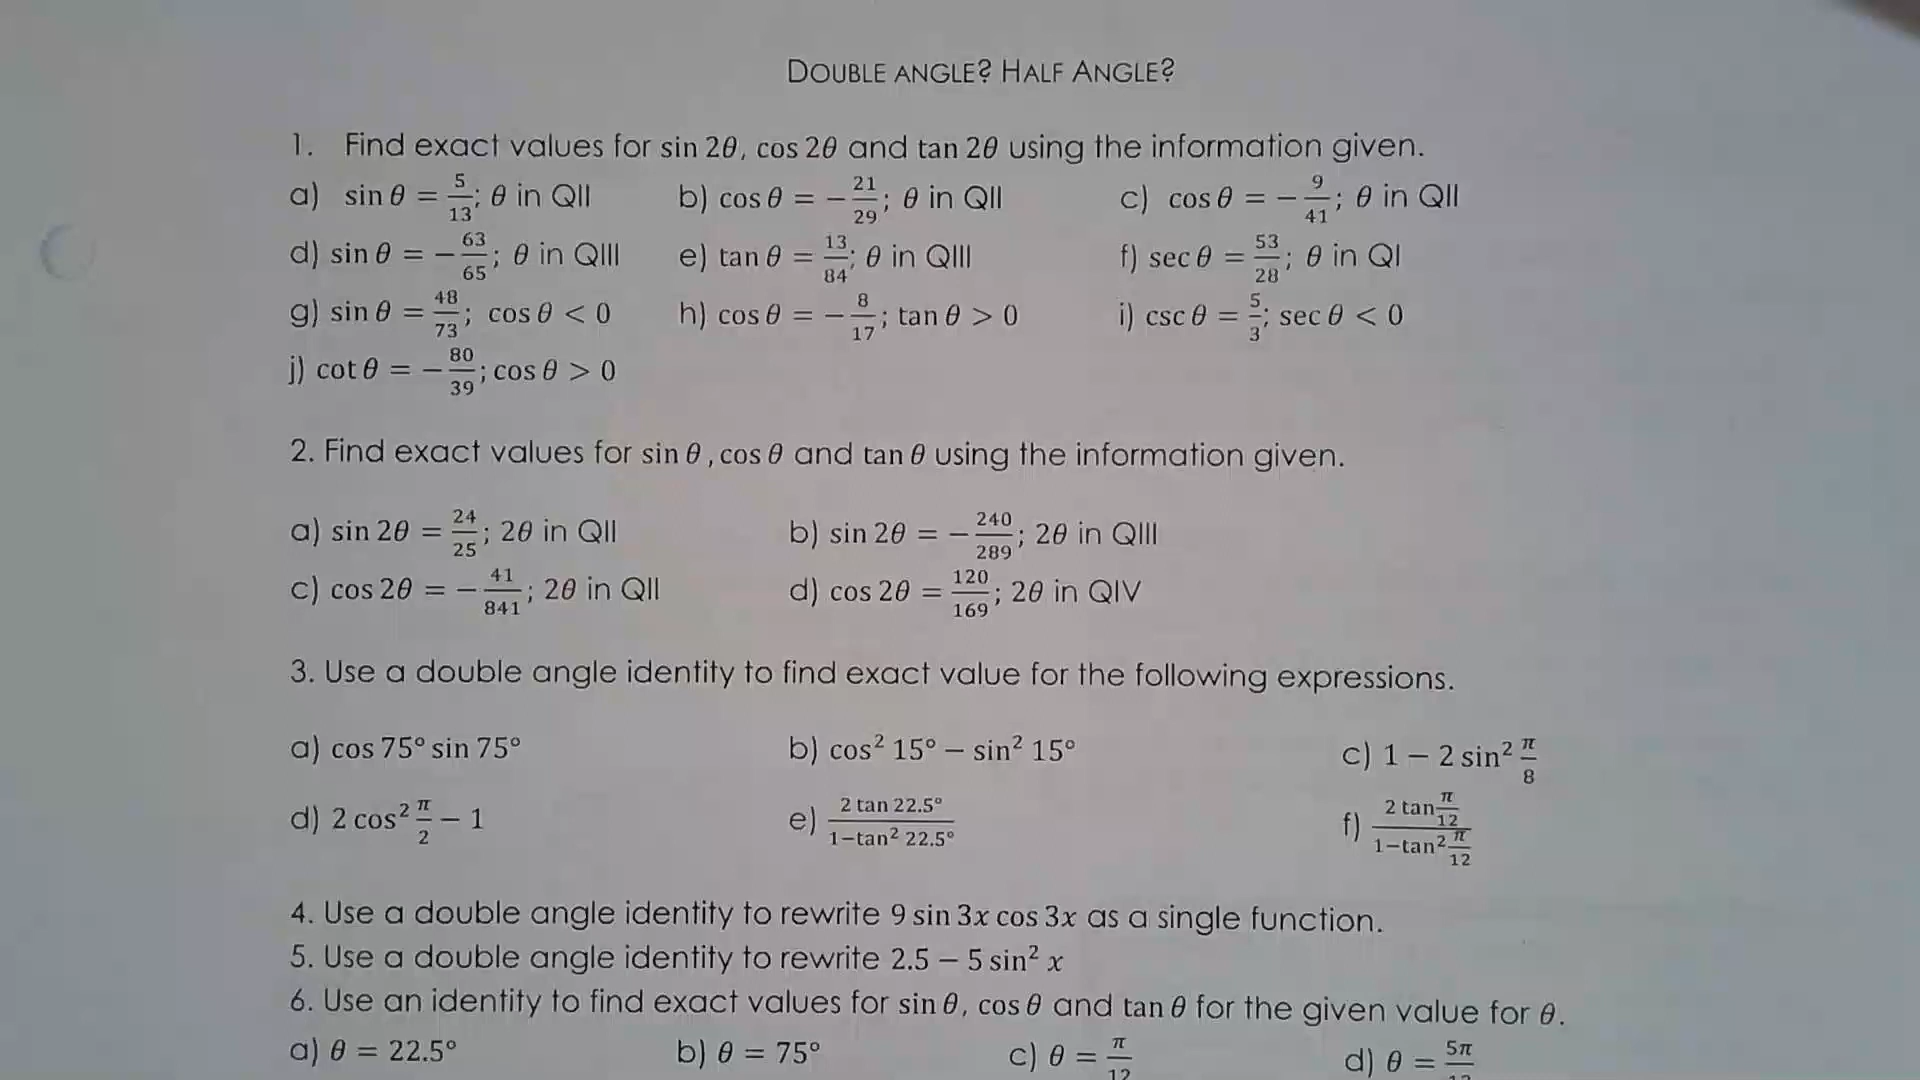 DOUBLE ANGLE? HALF ANGLE?
1. Find exact values for sin 2θ, cos 2θ and tan 2θ using the information given.
a) sin θ = 5/13; θ in QII b) cos θ = −21/29; θ in QII c) cos θ = −9/41; θ in QII
d) sin θ = −63/65; θ in QIII e) tan θ = 13/84; θ in QIII f) sec θ = 53/28; θ in QI
g) sin θ = 48/73; cos θ < 0 h) cos θ = −8/17; tan θ > 0 i) csc θ = 5/3; sec θ < 0
j) cot θ = −80/39; cos θ > 0
2. Find exact values for sin θ, cos θ and tan θ using the information given.
a) sin 2θ = 24/25; 2θ in QII b) sin 2θ = −240/289; 2θ in QIII
c) cos 2θ = −41/841; 2θ in QII d) cos 2θ = 120/169; 2θ in QIV
3. Use a double angle identity to find exact value for the following expressions.
a) cos 75° sin 75° b) cos² 15° − sin² 15° c) 1 − 2 sin² π/8
d) 2 cos² π/2 − 1 e) 2 tan 22.5°/1−tan² 22.5° f) 2 tan π/12/1−tan² π/12
4. Use a double angle identity to rewrite 9 sin 3x cos 3x as a single function.
5. Use a double angle identity to rewrite 2.5 − 5 sin² x
6. Use an identity to find exact values for sin θ, cos θ and tan θ for the given value for θ.
a) θ = 22.5° b) θ = 75° c) θ = π/12 d) θ = 5π